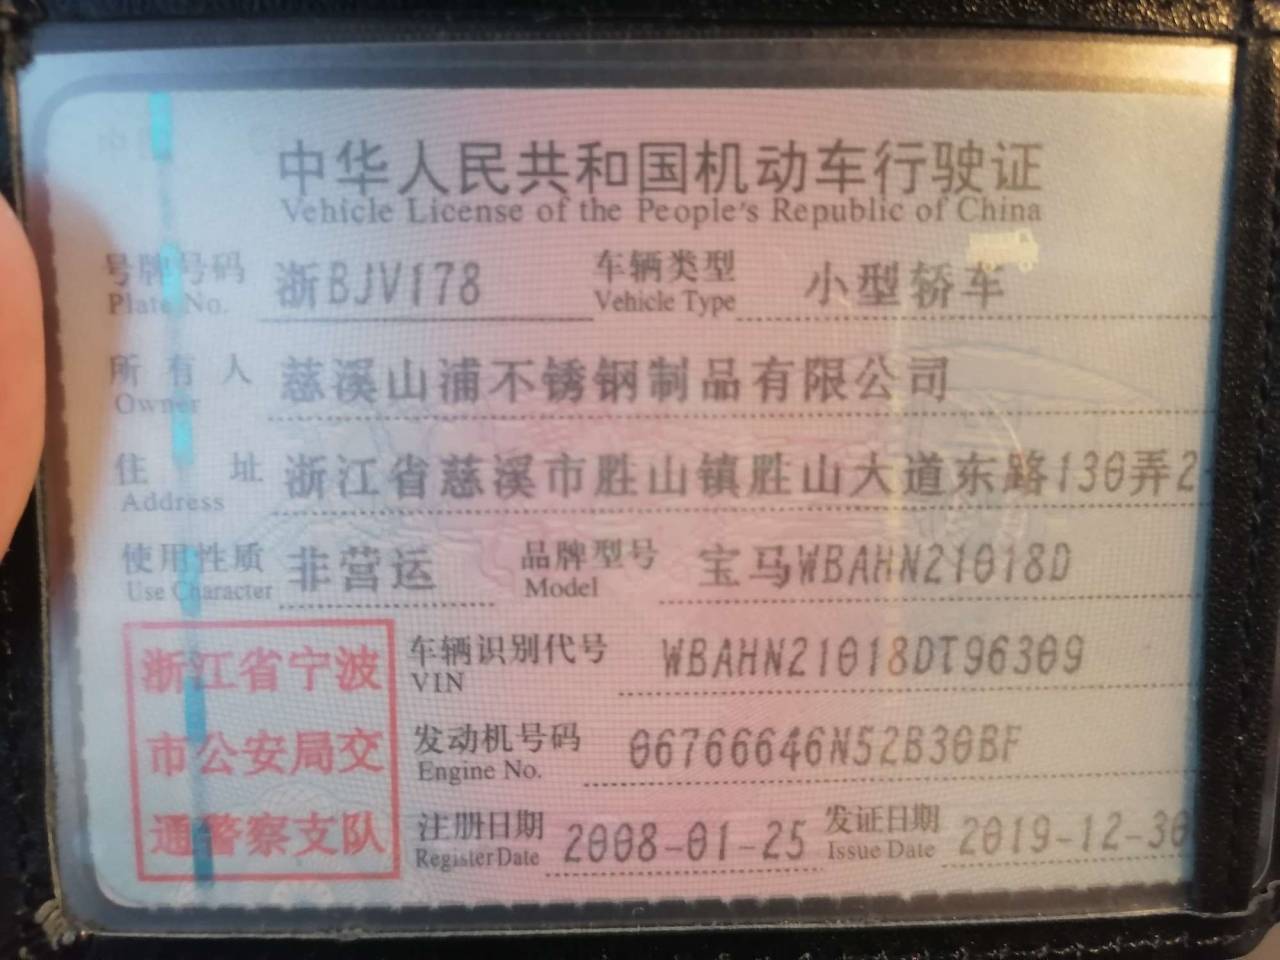 中华人民共和国机动车行驶证
Vehicle License of the People's Republic of China
号牌号码 浙BJV178 车辆类型 小型轿车
Plate No. Vehicle Type
所有人 慈溪山浦不锈钢制品有限公司
Owner
住址 浙江省慈溪市胜山镇胜山大道东路130弄2
Address
使用性质 非营运 品牌型号 宝马WBAHN21018D
Use Character Model
浙江省宁波
市公安局交
通警察支队
车辆识别代号 WBAHN21018DT96309
VIN
发动机号码 06766646N52B30BF
Engine No.
注册日期 2008-01-25 发证日期 2019-12-30
Register Date Issue Date